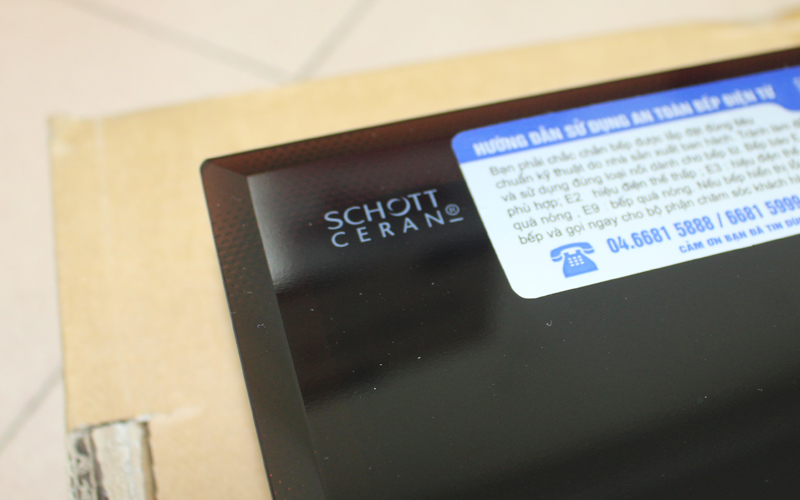 SCHOTT
CERAN®
HƯỚNG DẪN SỬ DỤNG AN TOÀN BẾP ĐIỆN TỪ
Bạn phải chắc chắn bếp được lắp đặt đúng tiêu
chuẩn kỹ thuật do nhà sản xuất ban hành. Tránh làm
và sử dụng đúng loại nồi dành cho bếp từ. Bếp báo
phù hợp, E2 hiệu điện thế thấp , E3 : hiệu điện thế
quá nóng , E9 bếp quá nóng. Nếu bếp hiển thị lỗi
bếp và gọi ngay cho bộ phận chăm sóc khách hàng
04.6681 5888 / 6681 5999
CẢM ƠN BẠN ĐÃ TIN DÙNG